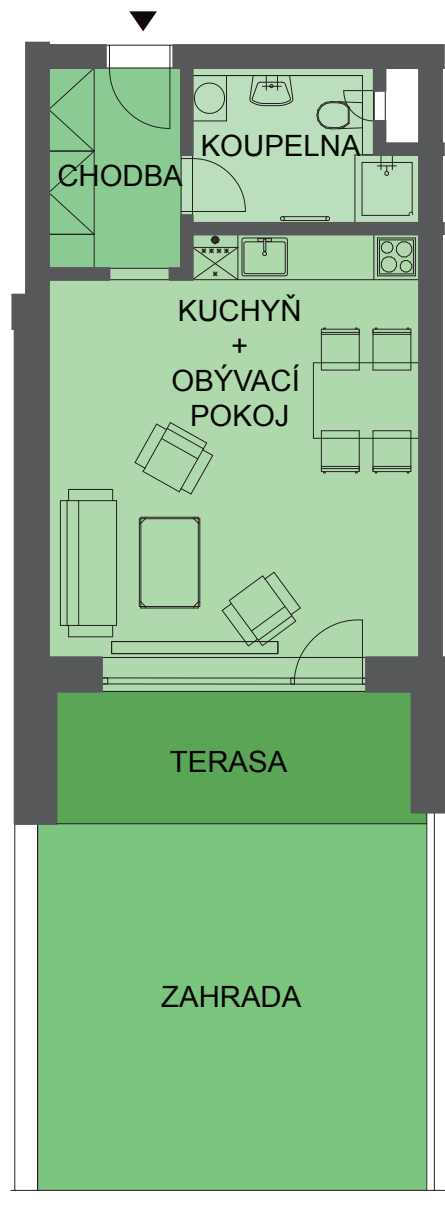 KOUPELNA
CHODBA
KUCHYŇ
+
OBÝVACÍ
POKOJ
TERASA
ZAHRADA